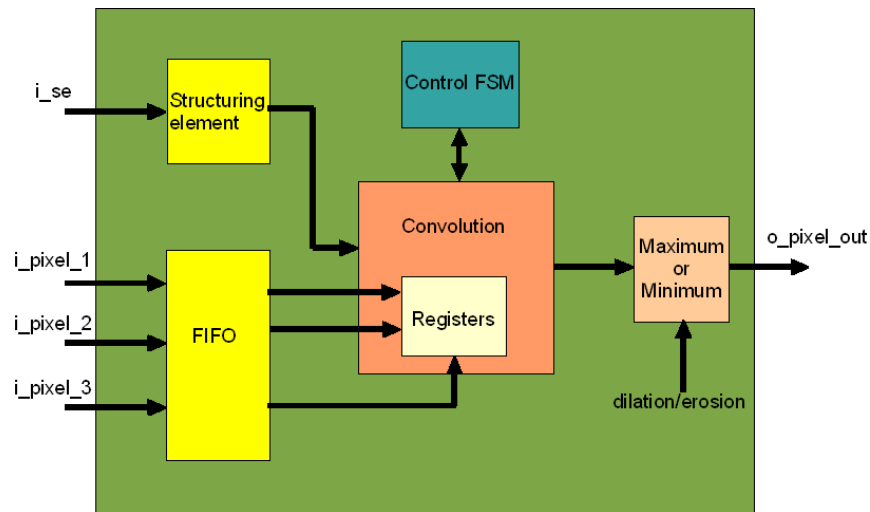 i_se
Structuring
element
Control FSM
Convolution
i_pixel_1
i_pixel_2
i_pixel_3
FIFO
Registers
Maximum
or
Minimum
o_pixel_out
dilation/erosion